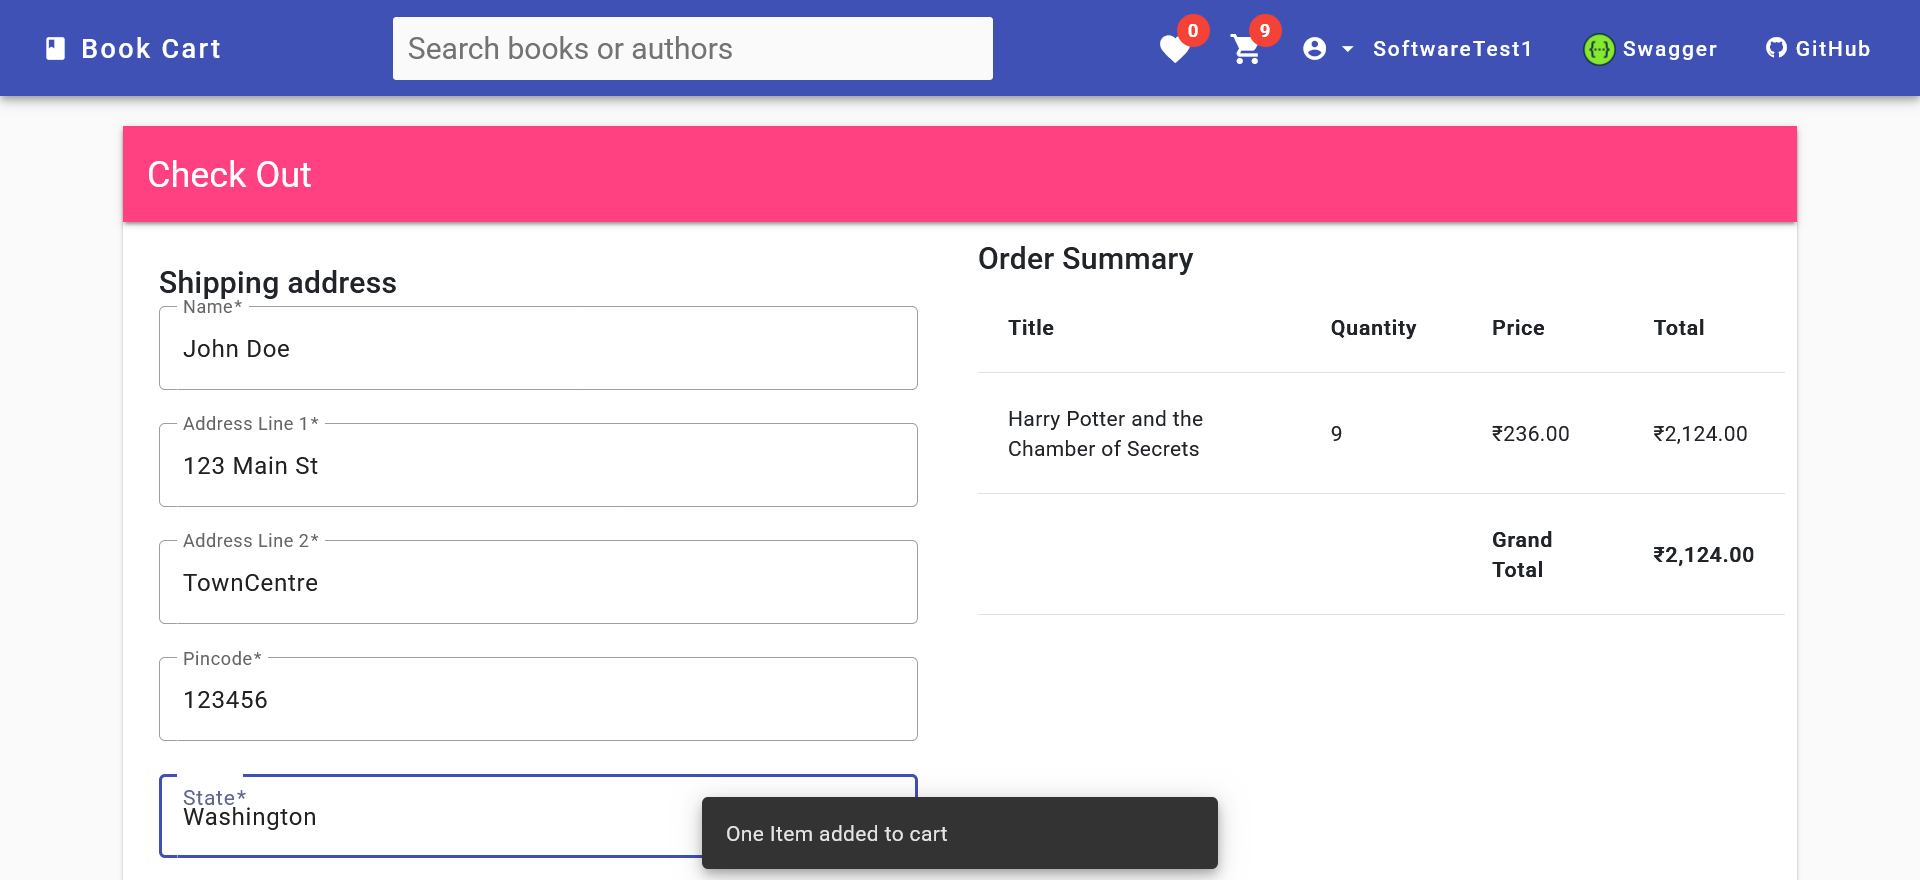 Book Cart
Search books or authors
0
9
SoftwareTest1
Swagger
GitHub
Check Out
Shipping address
Name*
John Doe
Address Line 1*
123 Main St
Address Line 2*
TownCentre
Pincode*
123456
State*
Washington
Order Summary
Title Quantity Price Total
Harry Potter and the
Chamber of Secrets
9 ₹236.00 ₹2,124.00
Grand
Total
₹2,124.00
One Item added to cart